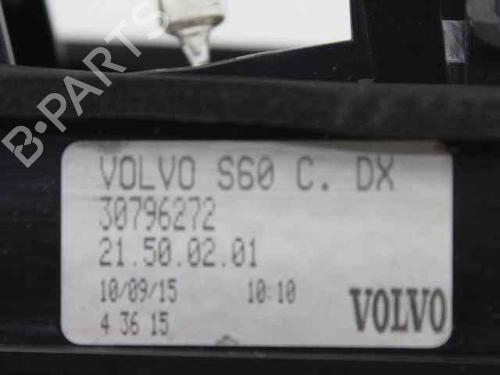 B-PARTS
VOLVO S60 C. DX
30796272
21.50.02.01
10/09/15 10:10
4 36 15 VOLVO